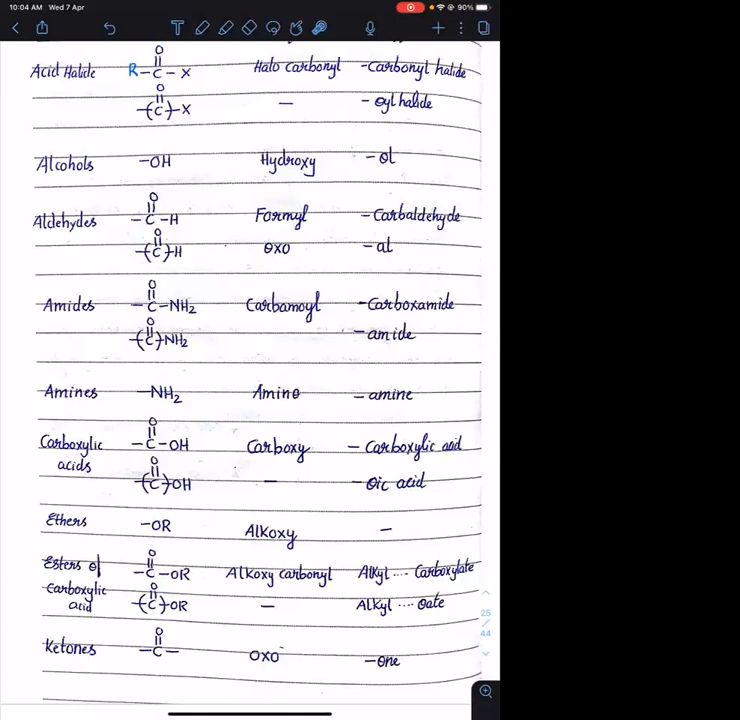 10:04 AM Wed 7 Apr 90%
T
O
Acid Halide R-C-X Halo carbonyl -Carbonyl halide
O
-(C)-X — -oyl halide
Alcohols -OH Hydroxy -ol
O
Aldehydes -C-H Formyl -Carbaldehyde
O
-(C)-H oxo -al
O
Amides -C-NH2 Carbamoyl -Carboxamide
O
-(C)-NH2 -amide
Amines -NH2 Amino -amine
O
Carboxylic -C-OH Carboxy -Carboxylic acid
acids O
-(C)-OH — -oic acid
Ethers -OR Alkoxy —
O
Esters of -C-OR Alkoxy carbonyl Alkyl .... Carboxylate
Carboxylic O
acid -(C)-OR — Alkyl .... oate
25
/
44
O
Ketones -C- oxo -one